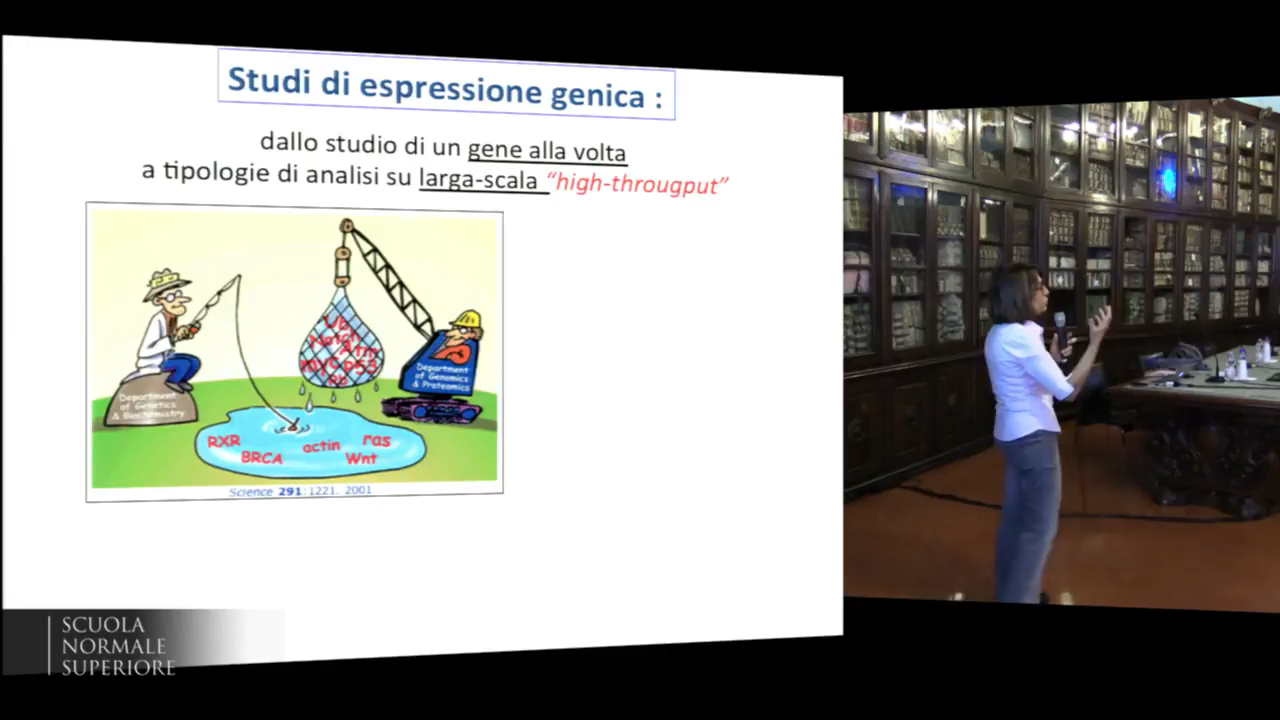 Studi di espressione genica :
dallo studio di un gene alla volta
a tipologie di analisi su larga-scala “high-througput”
Ub
Notch
ATM
myc p53
Rb
Department
of Genomics
& Proteomics
Department
of Genetics
& Biochemistry
RXR
BRCA
actin
ras
Wnt
Science 291:1221, 2001
SCUOLA
NORMALE
SUPERIORE